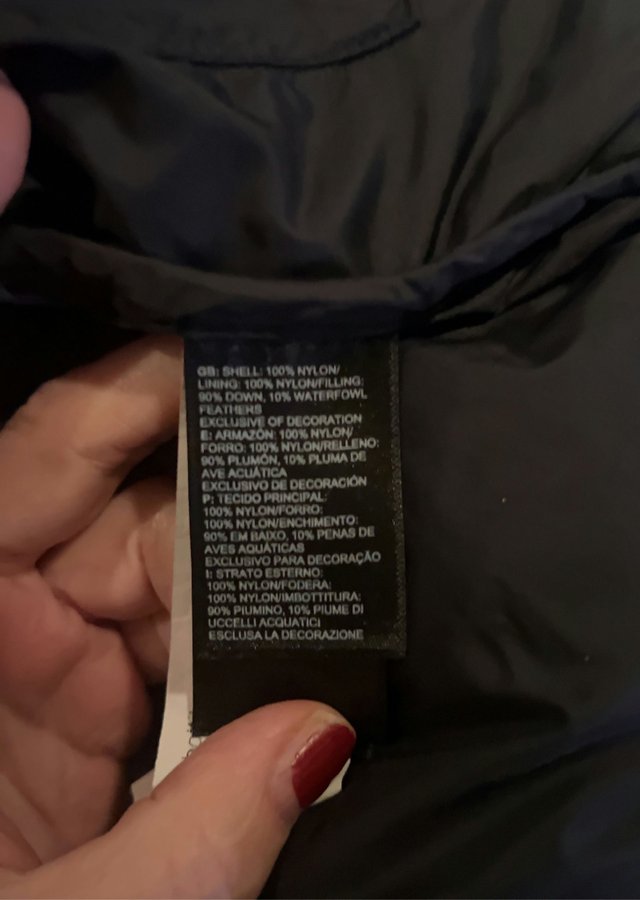 GB: SHELL: 100% NYLON/
LINING: 100% NYLON/FILLING:
90% DOWN, 10% WATERFOWL
FEATHERS
EXCLUSIVE OF DECORATION
E: ARMAZÓN: 100% NYLON/
FORRO: 100% NYLON/RELLENO:
90% PLUMÓN, 10% PLUMA DE
AVE ACUÁTICA
EXCLUSIVO DE DECORACIÓN
P: TECIDO PRINCIPAL:
100% NYLON/FORRO:
100% NYLON/ENCHIMENTO:
90% EM BAIXO, 10% PENAS DE
AVES AQUÁTICAS
EXCLUSIVO PARA DECORAÇÃO
I: STRATO ESTERNO:
100% NYLON/FODERA:
100% NYLON/IMBOTTITURA:
90% PIUMINO, 10% PIUME DI
UCCELLI ACQUATICI
ESCLUSA LA DECORAZIONE